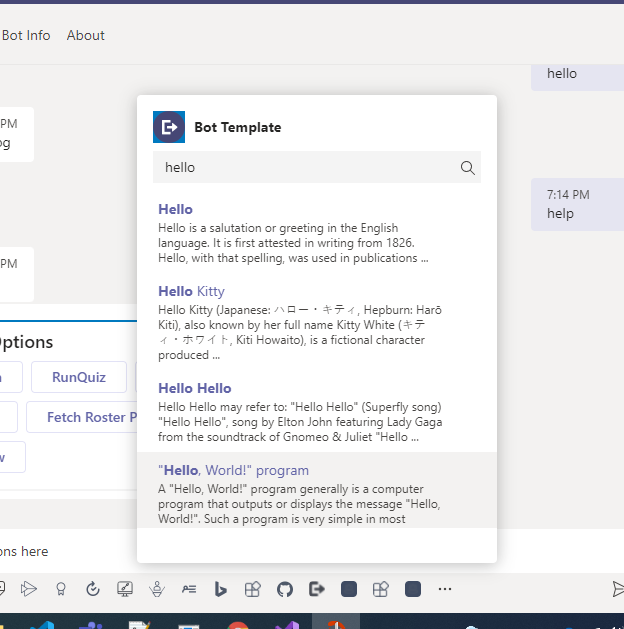 Bot Info About
hello
PM
Bot Template
hello
7:14 PM
help
Hello
Hello is a salutation or greeting in the English
language. It is first attested in writing from 1826.
Hello, with that spelling, was used in publications ...
PM
Hello Kitty
Hello Kitty (Japanese: ハロー・キティ, Hepburn: Harō
Kiti), also known by her full name Kitty White (キテ
ィ・ホワイト, Kiti Howaito), is a fictional character
produced ...
ptions
RunQuiz
Hello Hello
Hello Hello may refer to: "Hello Hello" (Superfly song)
"Hello Hello", song by Elton John featuring Lady Gaga
from the soundtrack of Gnomeo & Juliet "Hello ...
Fetch Roster P
"Hello, World!" program
A "Hello, World!" program generally is a computer
program that outputs or displays the message "Hello,
World!". Such a program is very simple in most
ons here